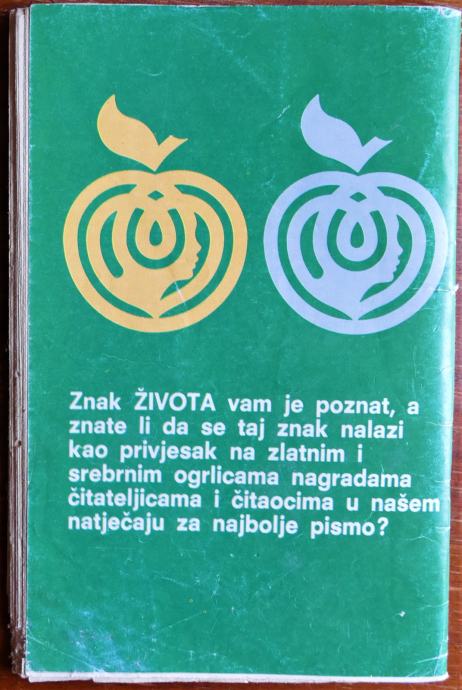 Znak ŽIVOTA vam je poznat, a
znate li da se taj znak nalazi
kao privjesak na zlatnim i
srebrnim ogrlicama nagradama
čitateljicama i čitaocima u našem
natječaju za najbolje pismo?